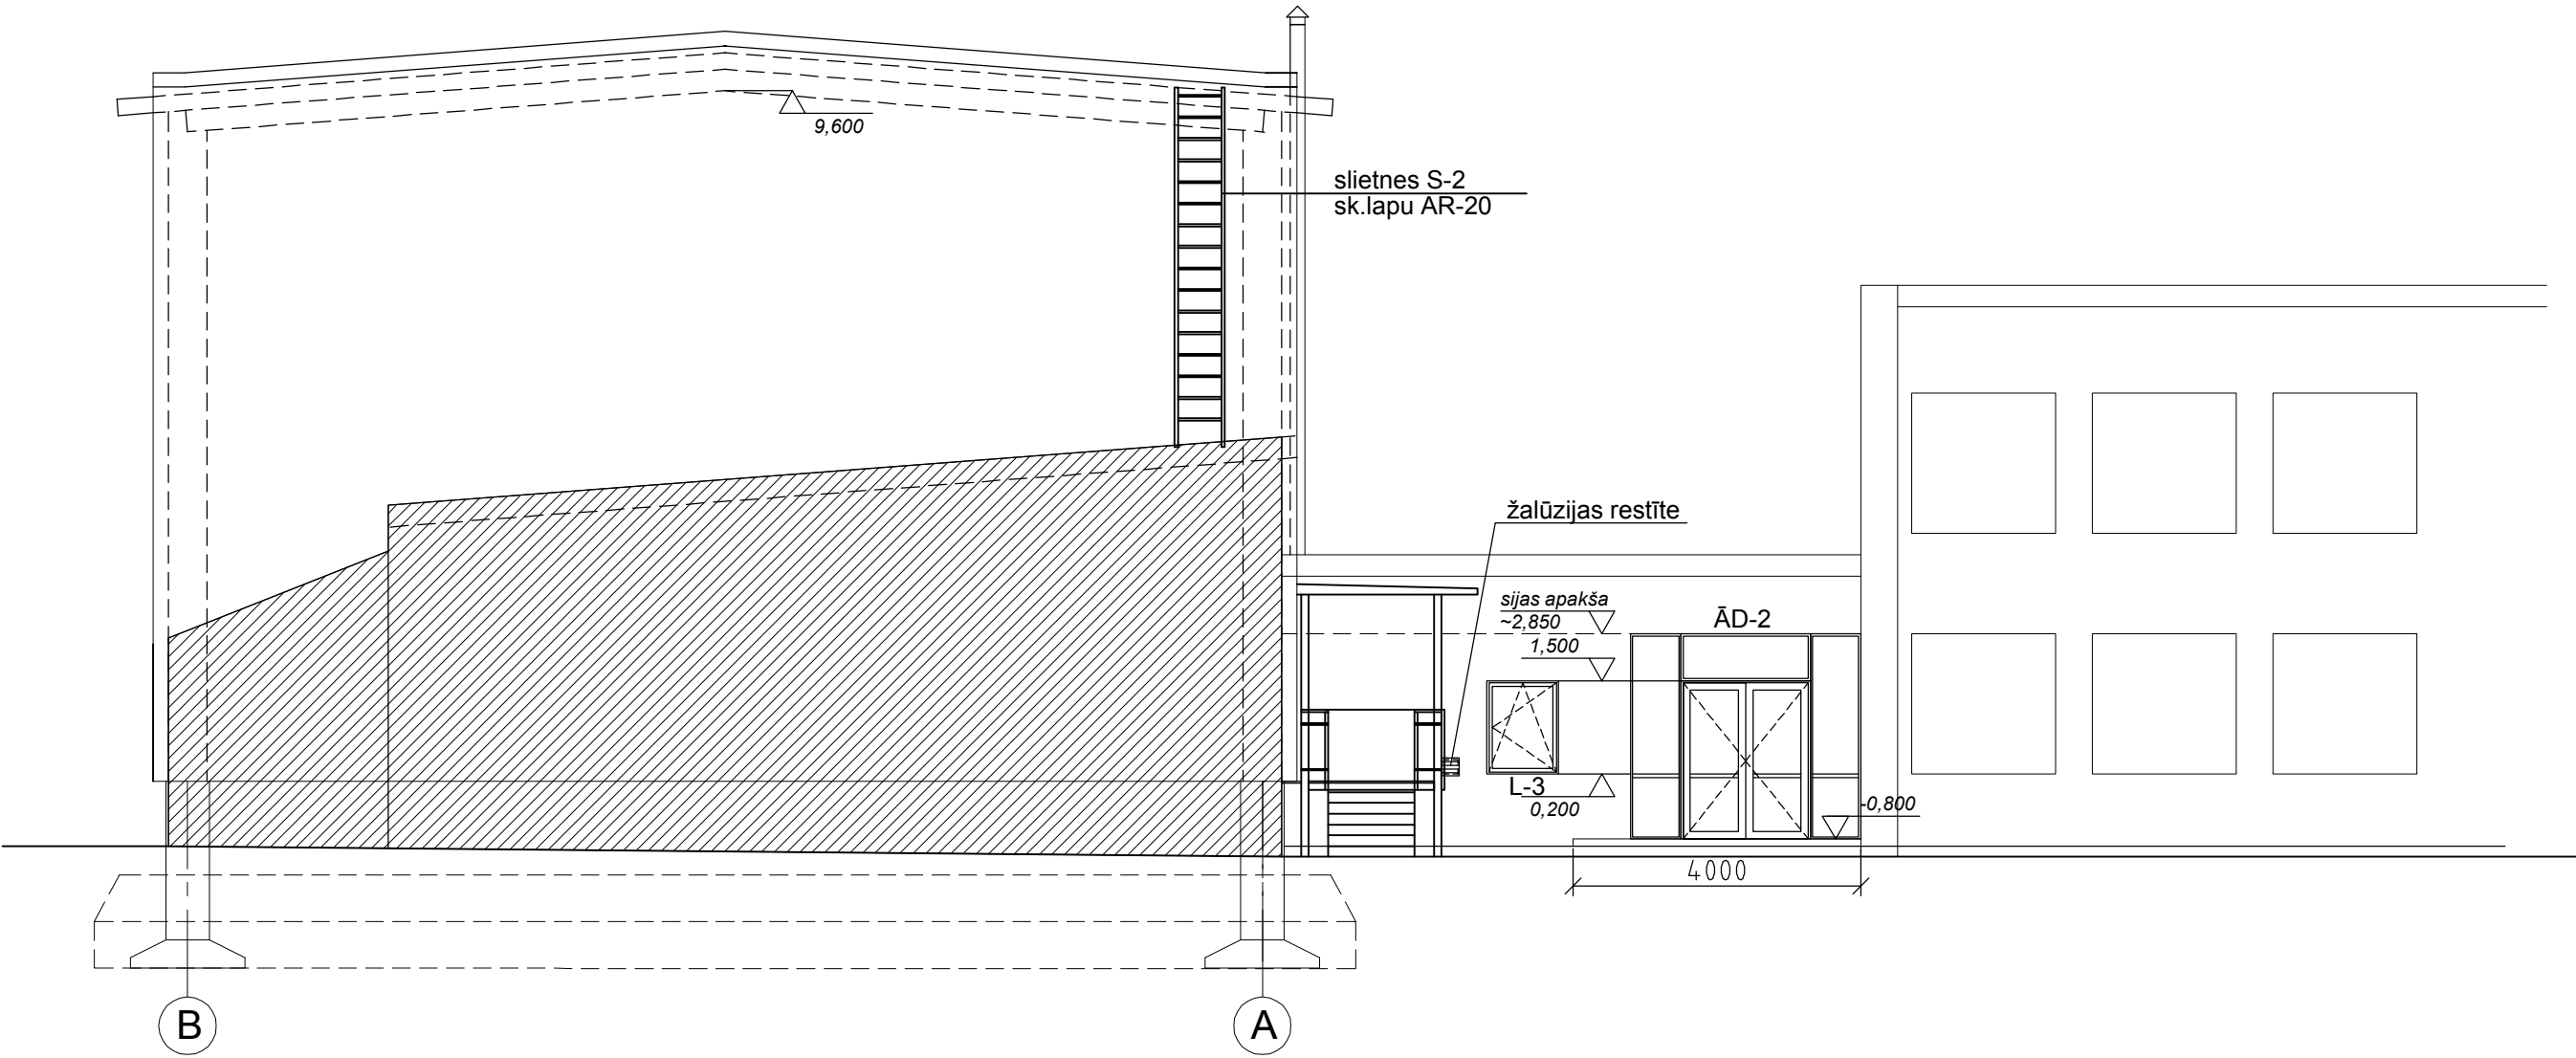 9,600
slietnes S-2
sk.lapu AR-20
žalūzijas restīte
sijas apakša
~2,850
1,500
ĀD-2
L-3
0,200
-0,800
4000
B
A